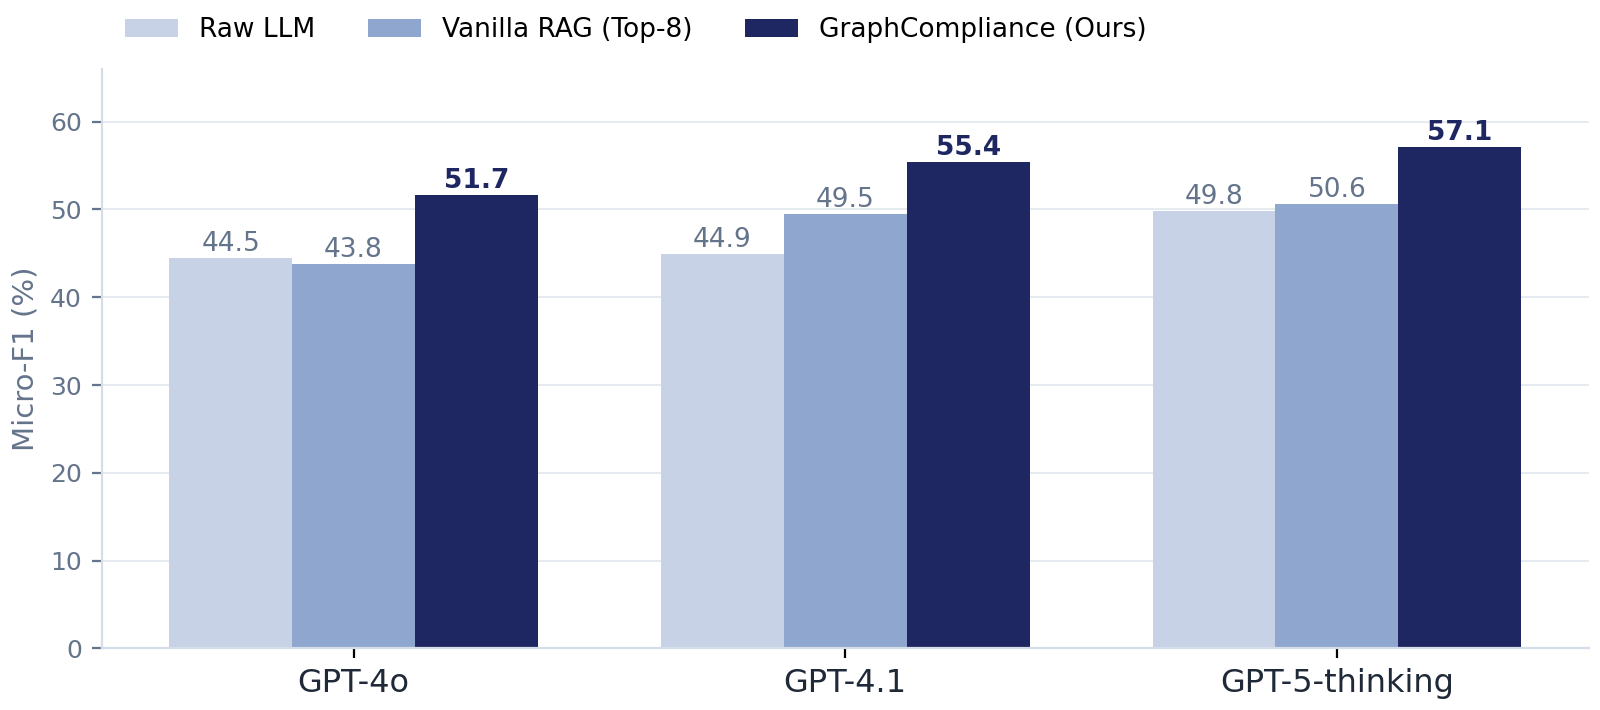 Raw LLM Vanilla RAG (Top-8) GraphCompliance (Ours)
Micro-F1 (%)
60
50
40
30
20
10
0
44.5 43.8 51.7
44.9 49.5 55.4
49.8 50.6 57.1
GPT-4o GPT-4.1 GPT-5-thinking